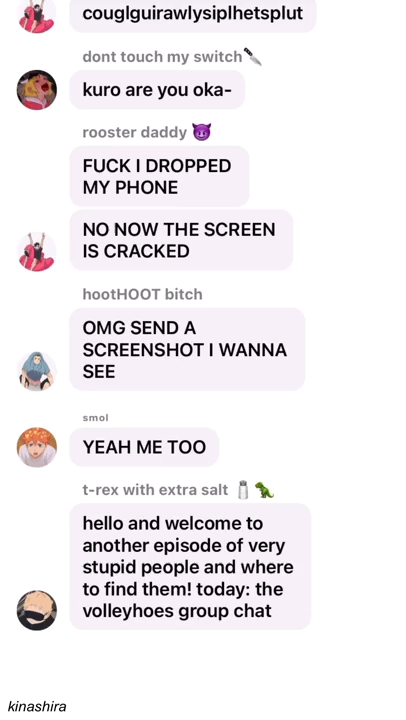 couglguirawlysiplhetsplut
dont touch my switch🔪
kuro are you oka-
rooster daddy 😈
FUCK I DROPPED
MY PHONE
NO NOW THE SCREEN
IS CRACKED
hootHOOT bitch
OMG SEND A
SCREENSHOT I WANNA
SEE
smol
YEAH ME TOO
t-rex with extra salt 🧂🦖
hello and welcome to
another episode of very
stupid people and where
to find them! today: the
volleyhoes group chat
kinashira